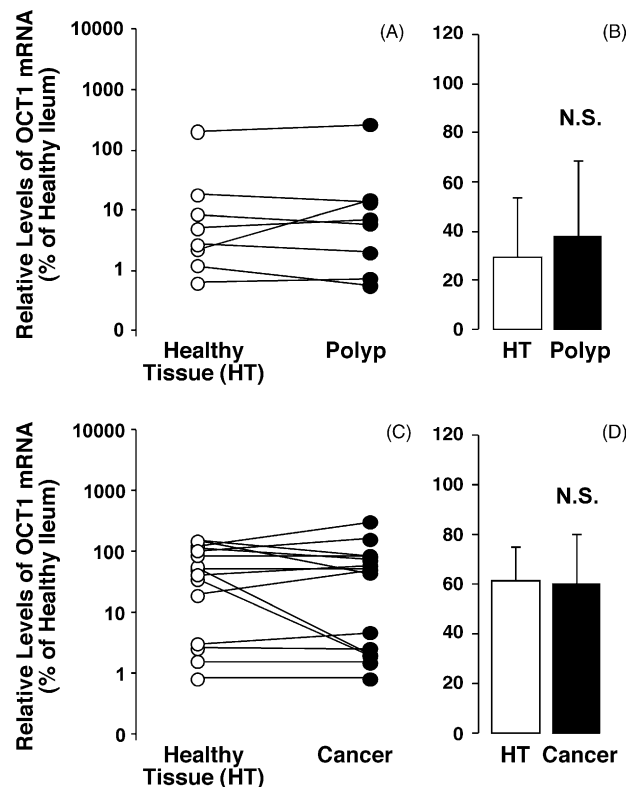 (A)
Relative Levels of OCT1 mRNA
(% of Healthy Ileum)
10000
1000
100
10
1
0
Healthy
Tissue (HT)
Polyp
(B)
120
100
80
60
40
20
0
N.S.
HT
Polyp
(C)
Relative Levels of OCT1 mRNA
(% of Healthy Ileum)
10000
1000
100
10
1
0
Healthy
Tissue (HT)
Cancer
(D)
120
100
80
60
40
20
0
N.S.
HT
Cancer